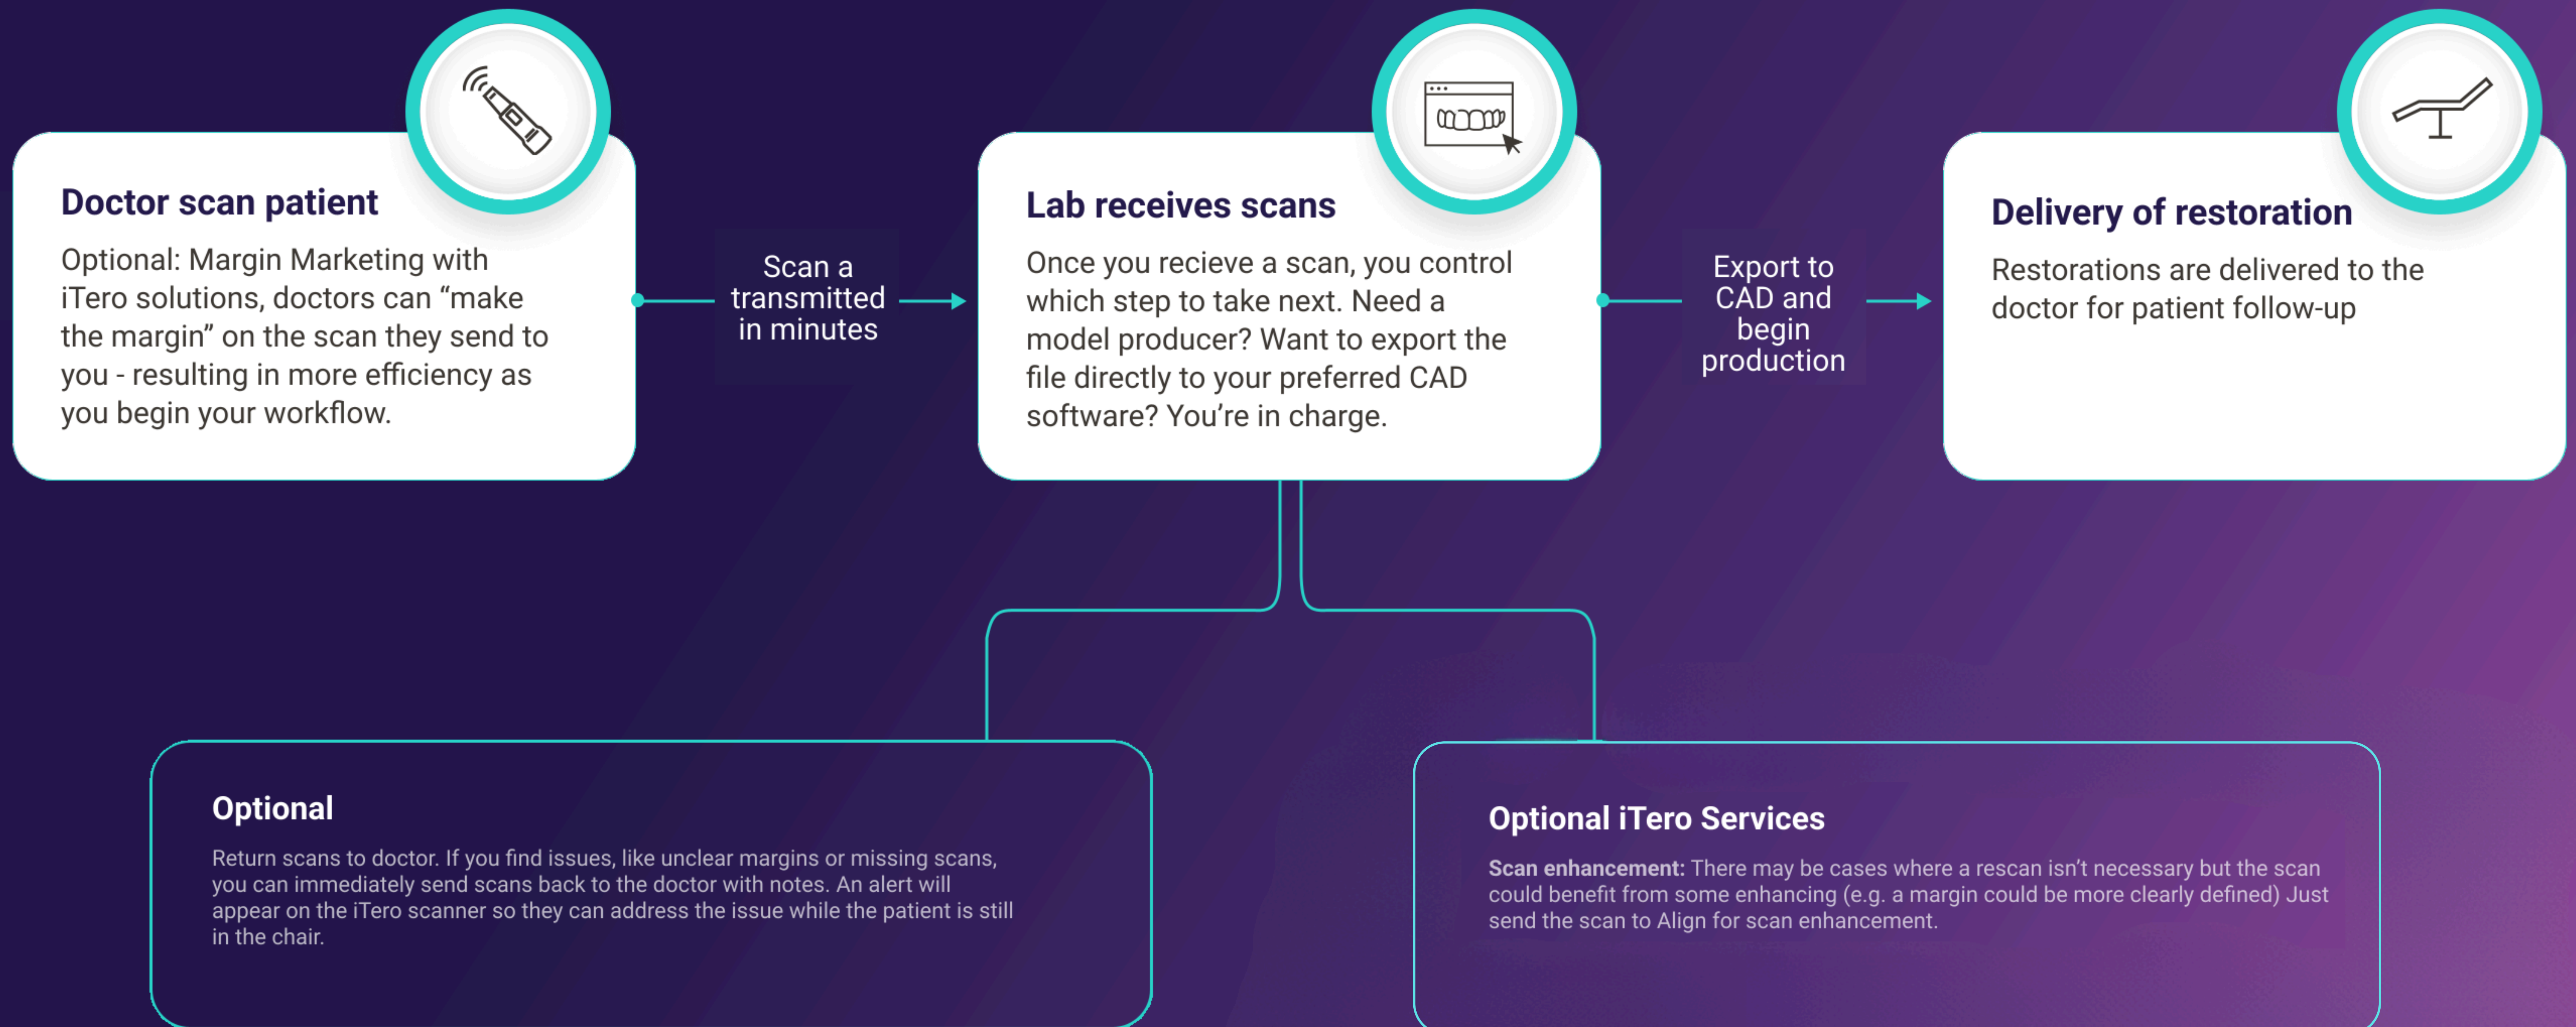 Doctor scan patient
Optional: Margin Marketing with
iTero solutions, doctors can “make
the margin” on the scan they send to
you - resulting in more efficiency as
you begin your workflow.
Scan a
transmitted
in minutes
Lab receives scans
Once you recieve a scan, you control
which step to take next. Need a
model producer? Want to export the
file directly to your preferred CAD
software? You’re in charge.
Export to
CAD and
begin
production
Delivery of restoration
Restorations are delivered to the
doctor for patient follow-up
Optional
Return scans to doctor. If you find issues, like unclear margins or missing scans,
you can immediately send scans back to the doctor with notes. An alert will
appear on the iTero scanner so they can address the issue while the patient is still
in the chair.
Optional iTero Services
Scan enhancement: There may be cases where a rescan isn’t necessary but the scan
could benefit from some enhancing (e.g. a margin could be more clearly defined) Just
send the scan to Align for scan enhancement.